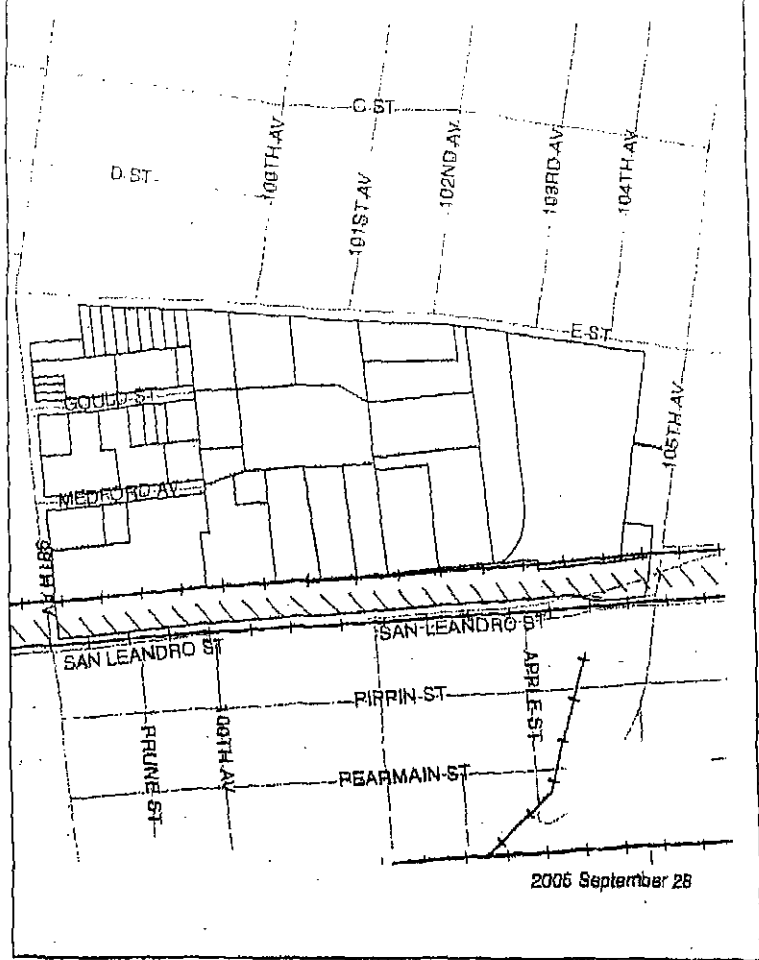 C ST
D ST
100TH AV
101ST AV
102ND AV
103RD AV
104TH AV
E ST
GOULD ST
105TH AV
MEDFORD AV
98TH AV
SAN LEANDRO ST
SAN LEANDRO ST
PIPPIN ST
APPLE ST
PRUNE ST
100TH AV
PEARMAIN ST
2006 September 28